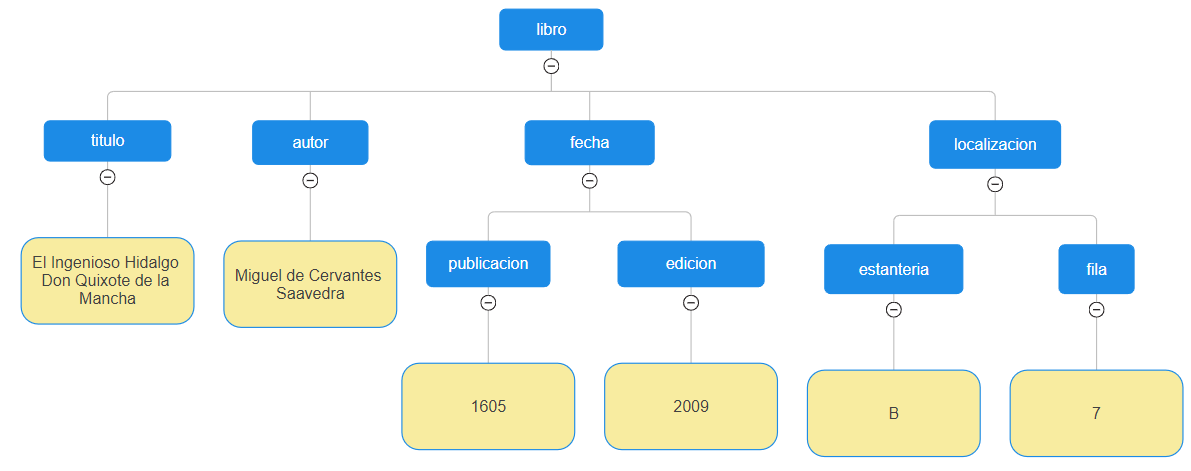 libro
titulo
autor
fecha
localizacion
El Ingenioso Hidalgo
Don Quixote de la
Mancha
Miguel de Cervantes
Saavedra
publicacion
edicion
estanteria
fila
1605
2009
B
7